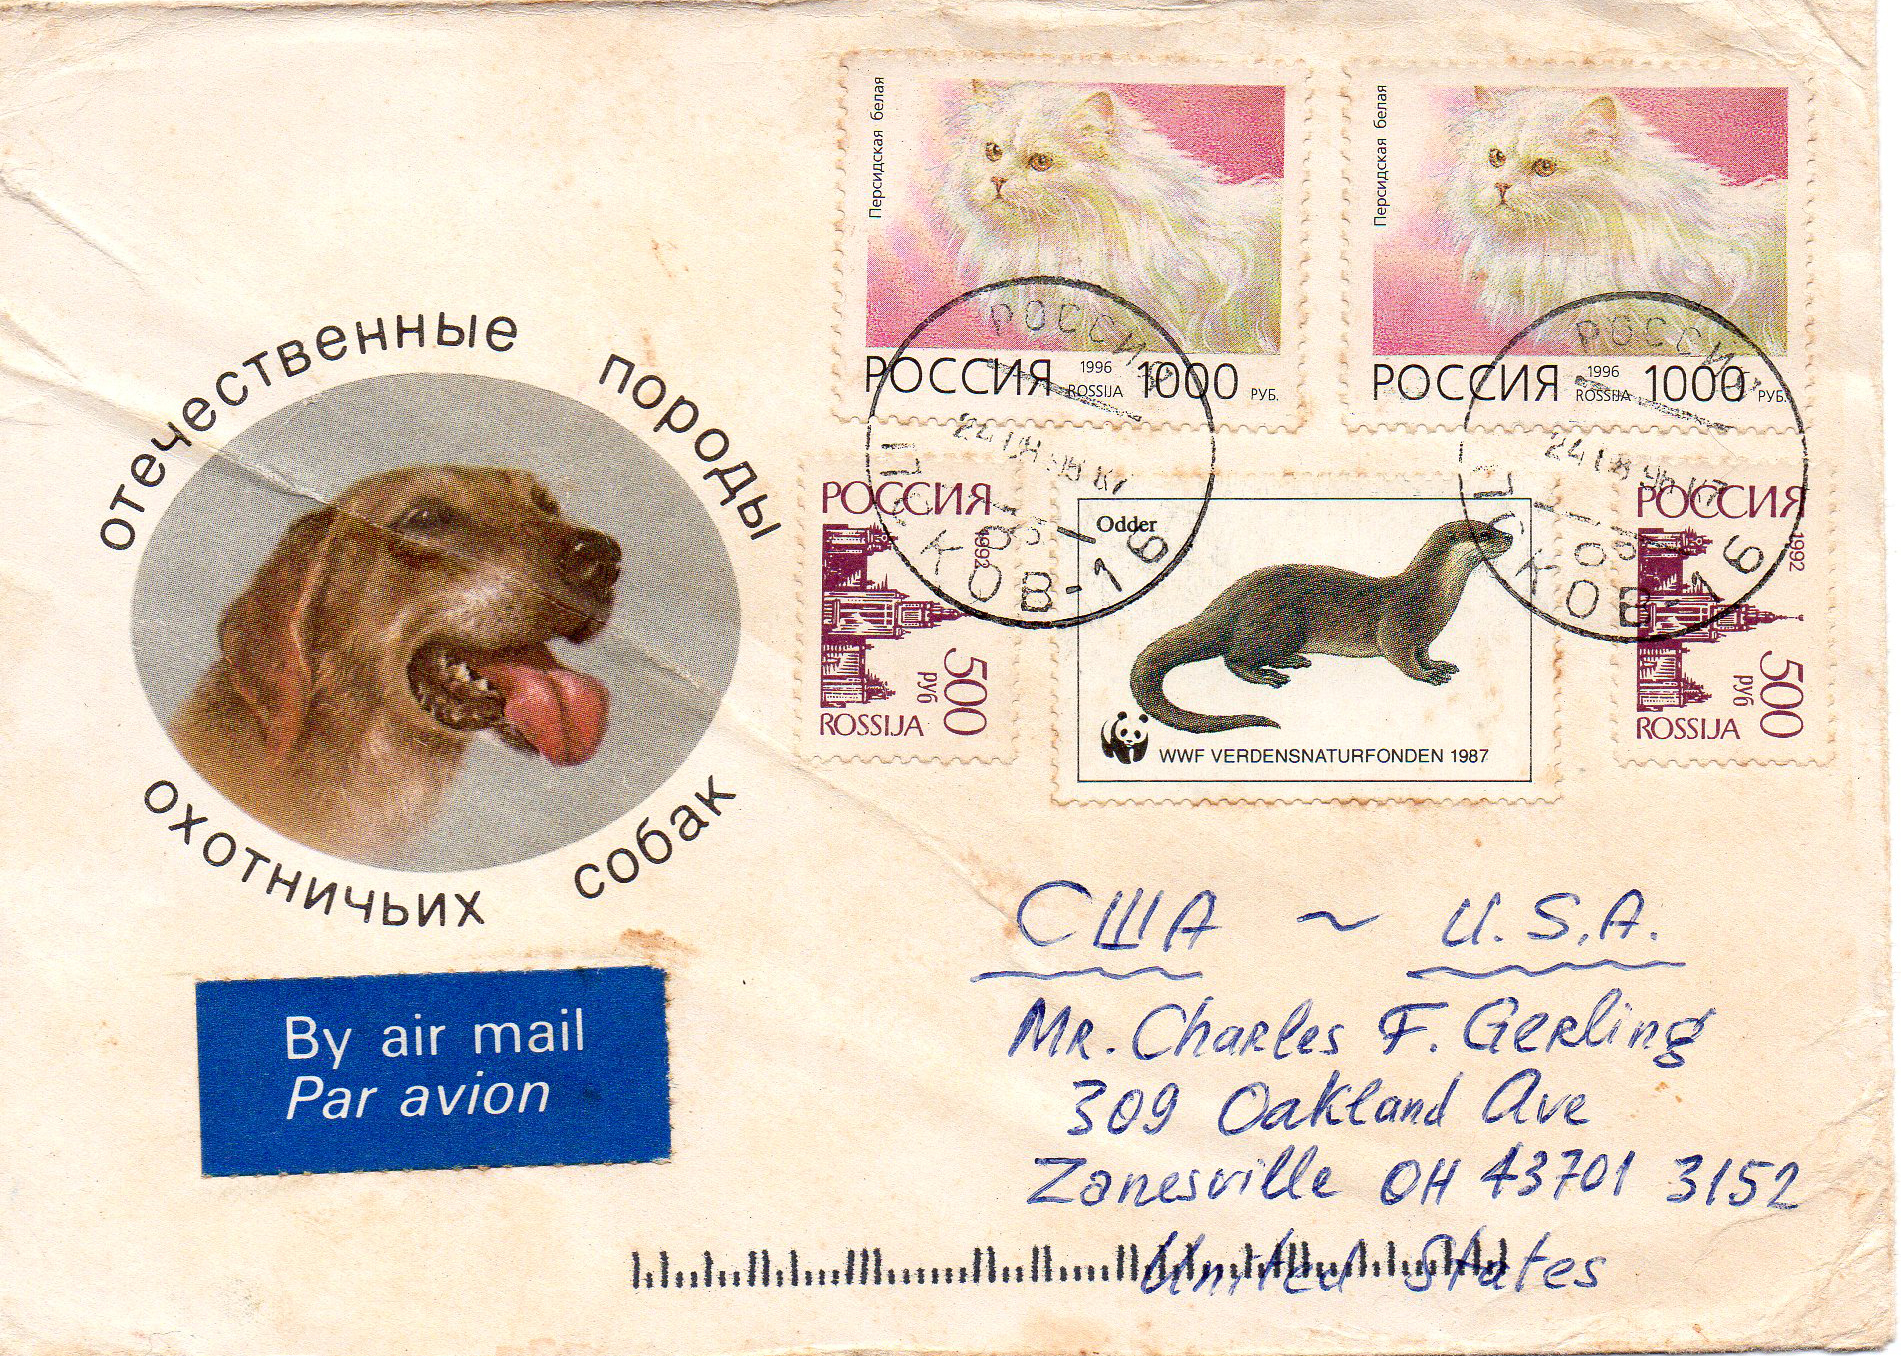 отечественные породы
охотничьих собак
By air mail
Par avion
Персидская белая
РОССИЯ 1996 ROSSIJA 1000 РУБ.
Персидская белая
РОССИЯ 1996 ROSSIJA 1000 РУБ.
РОССИЯ
1992
500 руб
ROSSIJA
Odder
WWF VERDENSNATURFONDEN 1987
РОССИЯ
1992
500 руб
ROSSIJA
США ~ U.S.A.
Mr. Charles F. Gerling
309 Oakland Ave
Zanesville OH 43701 3152
United States